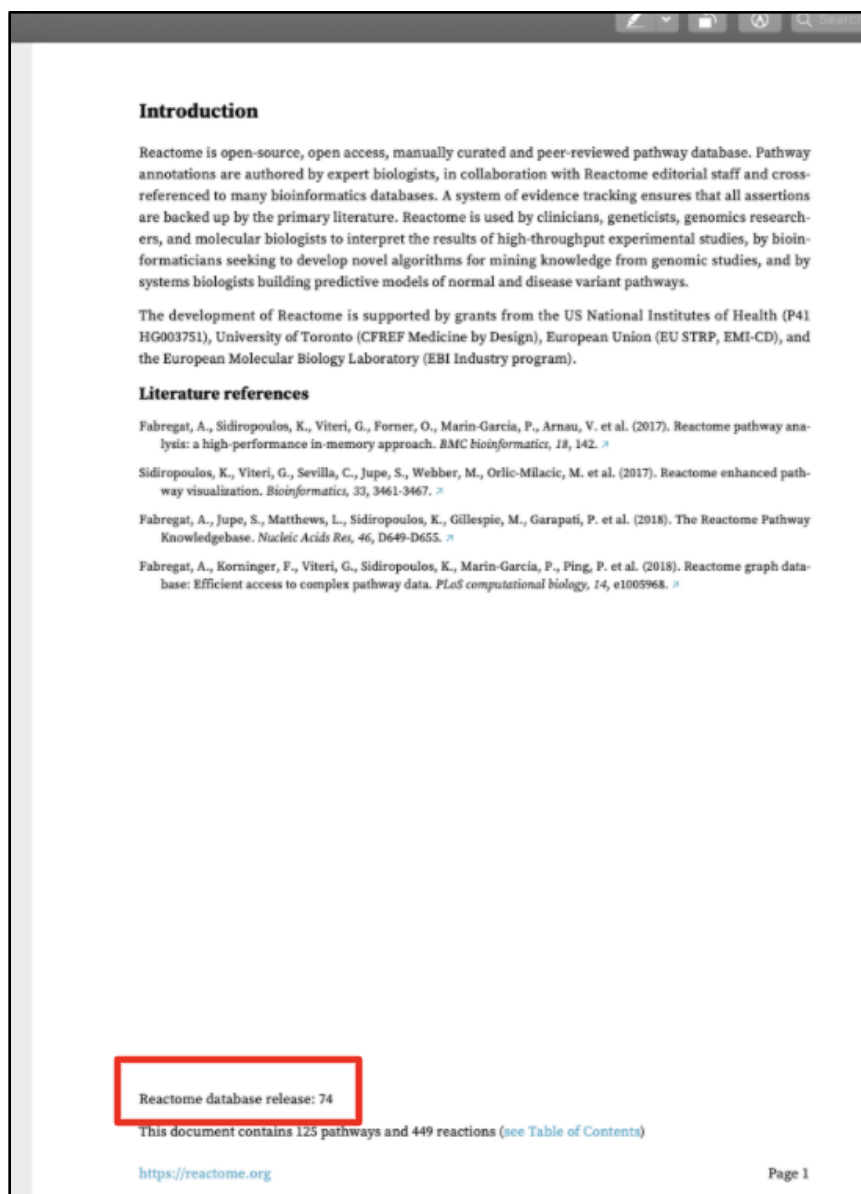 Search
Introduction
Reactome is open-source, open access, manually curated and peer-reviewed pathway database. Pathway
annotations are authored by expert biologists, in collaboration with Reactome editorial staff and cross-
referenced to many bioinformatics databases. A system of evidence tracking ensures that all assertions
are backed up by the primary literature. Reactome is used by clinicians, geneticists, genomics research-
ers, and molecular biologists to interpret the results of high-throughput experimental studies, by bioin-
formaticians seeking to develop novel algorithms for mining knowledge from genomic studies, and by
systems biologists building predictive models of normal and disease variant pathways.
The development of Reactome is supported by grants from the US National Institutes of Health (P41
HG003751), University of Toronto (CFREF Medicine by Design), European Union (EU STRP, EMI-CD), and
the European Molecular Biology Laboratory (EBI Industry program).
Literature references
Fabregat, A., Sidiropoulos, K., Viteri, G., Forner, O., Marin-Garcia, P., Arnau, V. et al. (2017). Reactome pathway ana-
lysis: a high-performance in-memory approach. BMC bioinformatics, 18, 142. ↗
Sidiropoulos, K., Viteri, G., Sevilla, C., Jupe, S., Webber, M., Orlic-Milacic, M. et al. (2017). Reactome enhanced path-
way visualization. Bioinformatics, 33, 3461-3467. ↗
Fabregat, A., Jupe, S., Matthews, L., Sidiropoulos, K., Gillespie, M., Garapati, P. et al. (2018). The Reactome Pathway
Knowledgebase. Nucleic Acids Res, 46, D649-D655. ↗
Fabregat, A., Korninger, F., Viteri, G., Sidiropoulos, K., Marin-Garcia, P., Ping, P. et al. (2018). Reactome graph data-
base: Efficient access to complex pathway data. PLoS computational biology, 14, e1005968. ↗
Reactome database release: 74
This document contains 125 pathways and 449 reactions (see Table of Contents)
https://reactome.org
Page 1